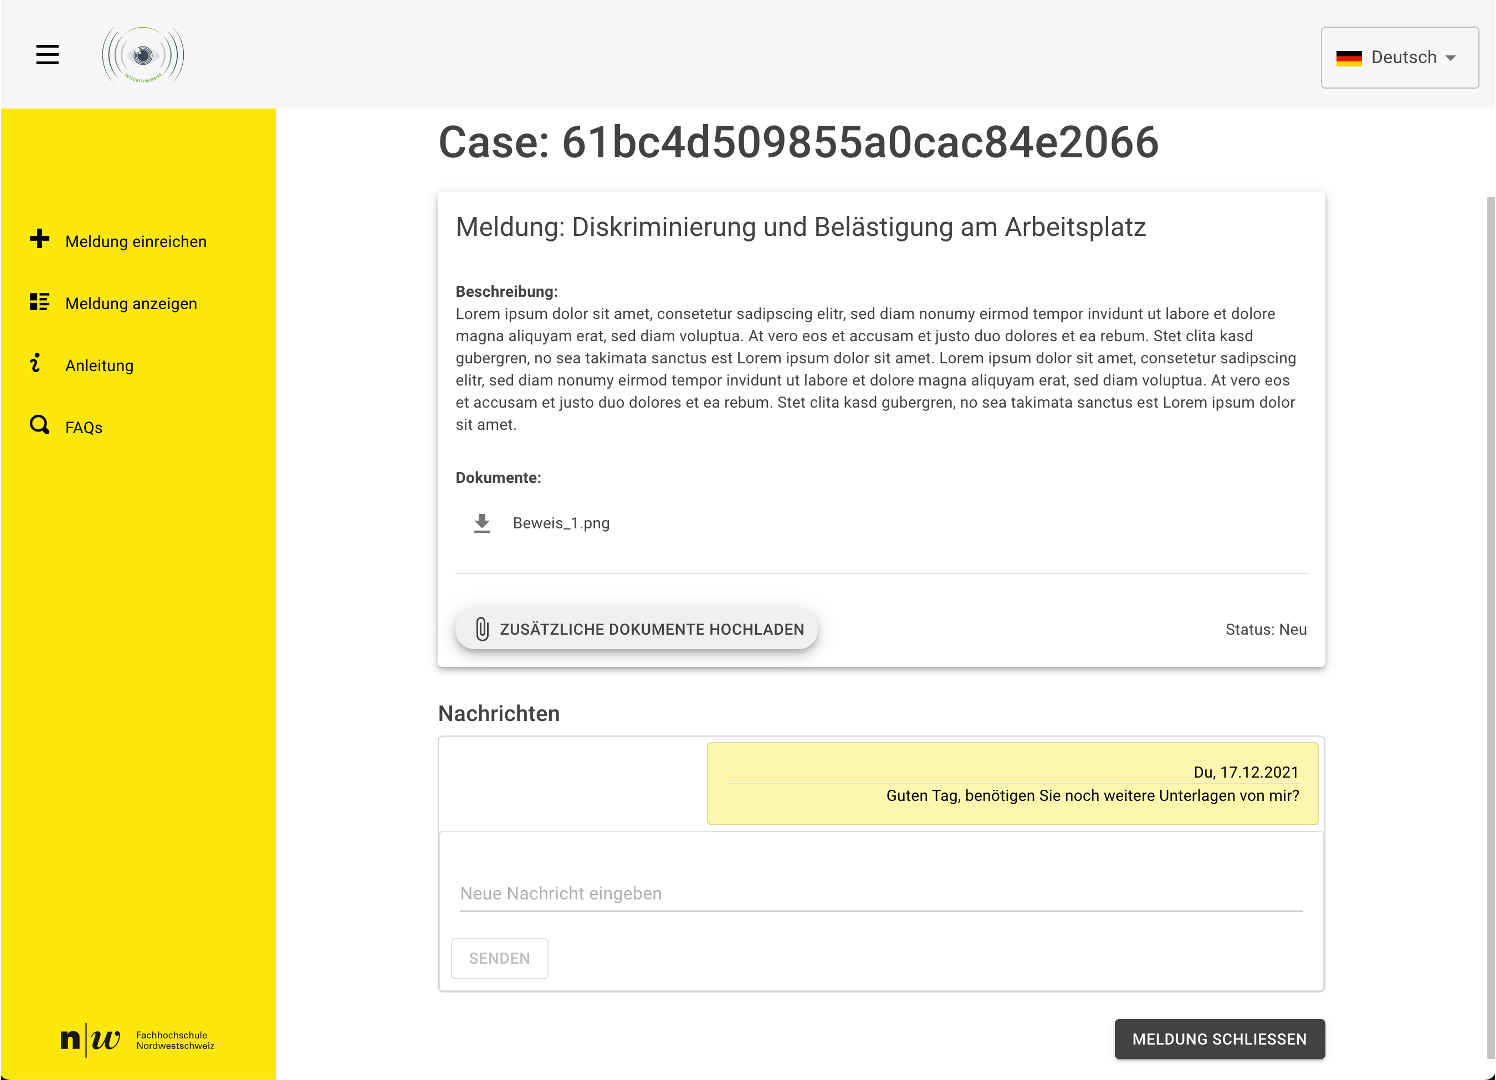 Deutsch
Case: 61bc4d509855a0cac84e2066
Meldung einreichen
Meldung anzeigen
Anleitung
FAQs
Meldung: Diskriminierung und Belästigung am Arbeitsplatz
Beschreibung:
Lorem ipsum dolor sit amet, consetetur sadipscing elitr, sed diam nonumy eirmod tempor invidunt ut labore et dolore
magna aliquyam erat, sed diam voluptua. At vero eos et accusam et justo duo dolores et ea rebum. Stet clita kasd
gubergren, no sea takimata sanctus est Lorem ipsum dolor sit amet. Lorem ipsum dolor sit amet, consetetur sadipscing
elitr, sed diam nonumy eirmod tempor invidunt ut labore et dolore magna aliquyam erat, sed diam voluptua. At vero eos
et accusam et justo duo dolores et ea rebum. Stet clita kasd gubergren, no sea takimata sanctus est Lorem ipsum dolor
sit amet.
Dokumente:
Beweis_1.png
ZUSÄTZLICHE DOKUMENTE HOCHLADEN
Status: Neu
Nachrichten
Du, 17.12.2021
Guten Tag, benötigen Sie noch weitere Unterlagen von mir?
Neue Nachricht eingeben
SENDEN
MELDUNG SCHLIESSEN
n|w
Fachhochschule
Nordwestschweiz